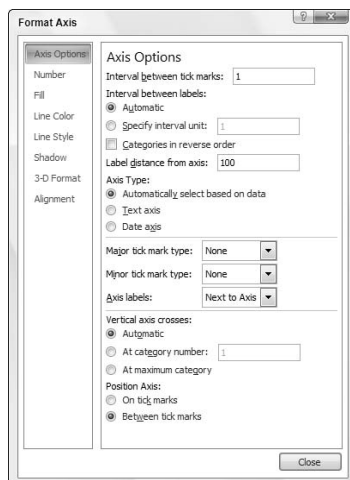 Format Axis
Axis Options
Number
Fill
Line Color
Line Style
Shadow
3-D Format
Alignment
Axis Options
Interval between tick marks: 1
Interval between labels:
Automatic
Specify interval unit: 1
Categories in reverse order
Label distance from axis: 100
Axis Type:
Automatically select based on data
Text axis
Date axis
Major tick mark type: None
Minor tick mark type: None
Axis labels: Next to Axis
Vertical axis crosses:
Automatic
At category number: 1
At maximum category
Position Axis:
On tick marks
Between tick marks
Close